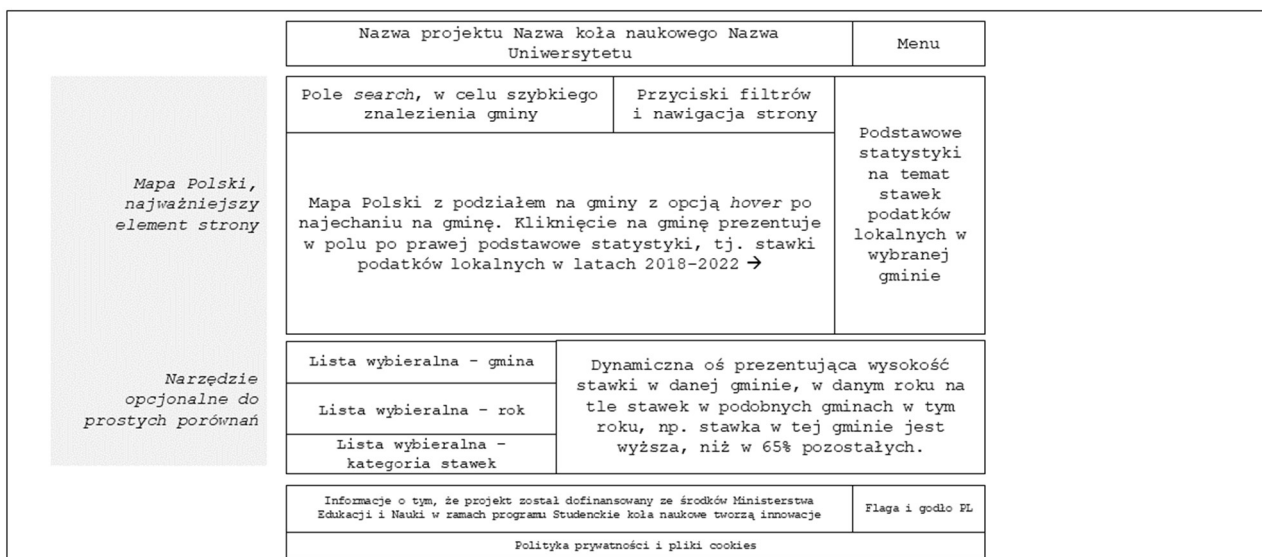 Nazwa projektu Nazwa koła naukowego Nazwa
Uniwersytetu
Menu
Pole search, w celu szybkiego
znalezienia gminy
Przyciski filtrów
i nawigacja strony
Podstawowe
statystyki
na temat
stawek
podatków
lokalnych w
wybranej
gminie
Mapa Polski,
najważniejszy
element strony
Mapa Polski z podziałem na gminy z opcją hover po
najechaniu na gminę. Kliknięcie na gminę prezentuje
w polu po prawej podstawowe statystyki, tj. stawki
podatków lokalnych w latach 2018–2022 →
Narzędzie
opcjonalne do
prostych porównań
Lista wybieralna – gmina
Lista wybieralna – rok
Lista wybieralna –
kategoria stawek
Dynamiczna oś prezentująca wysokość
stawki w danej gminie, w danym roku na
tle stawek w podobnych gminach w tym
roku, np. stawka w tej gminie jest
wyższa, niż w 65% pozostałych.
Informacje o tym, że projekt został dofinansowany ze środków Ministerstwa
Edukacji i Nauki w ramach programu Studenckie koła naukowe tworzą innowacje
Flaga i godło PL
Polityka prywatności i pliki cookies